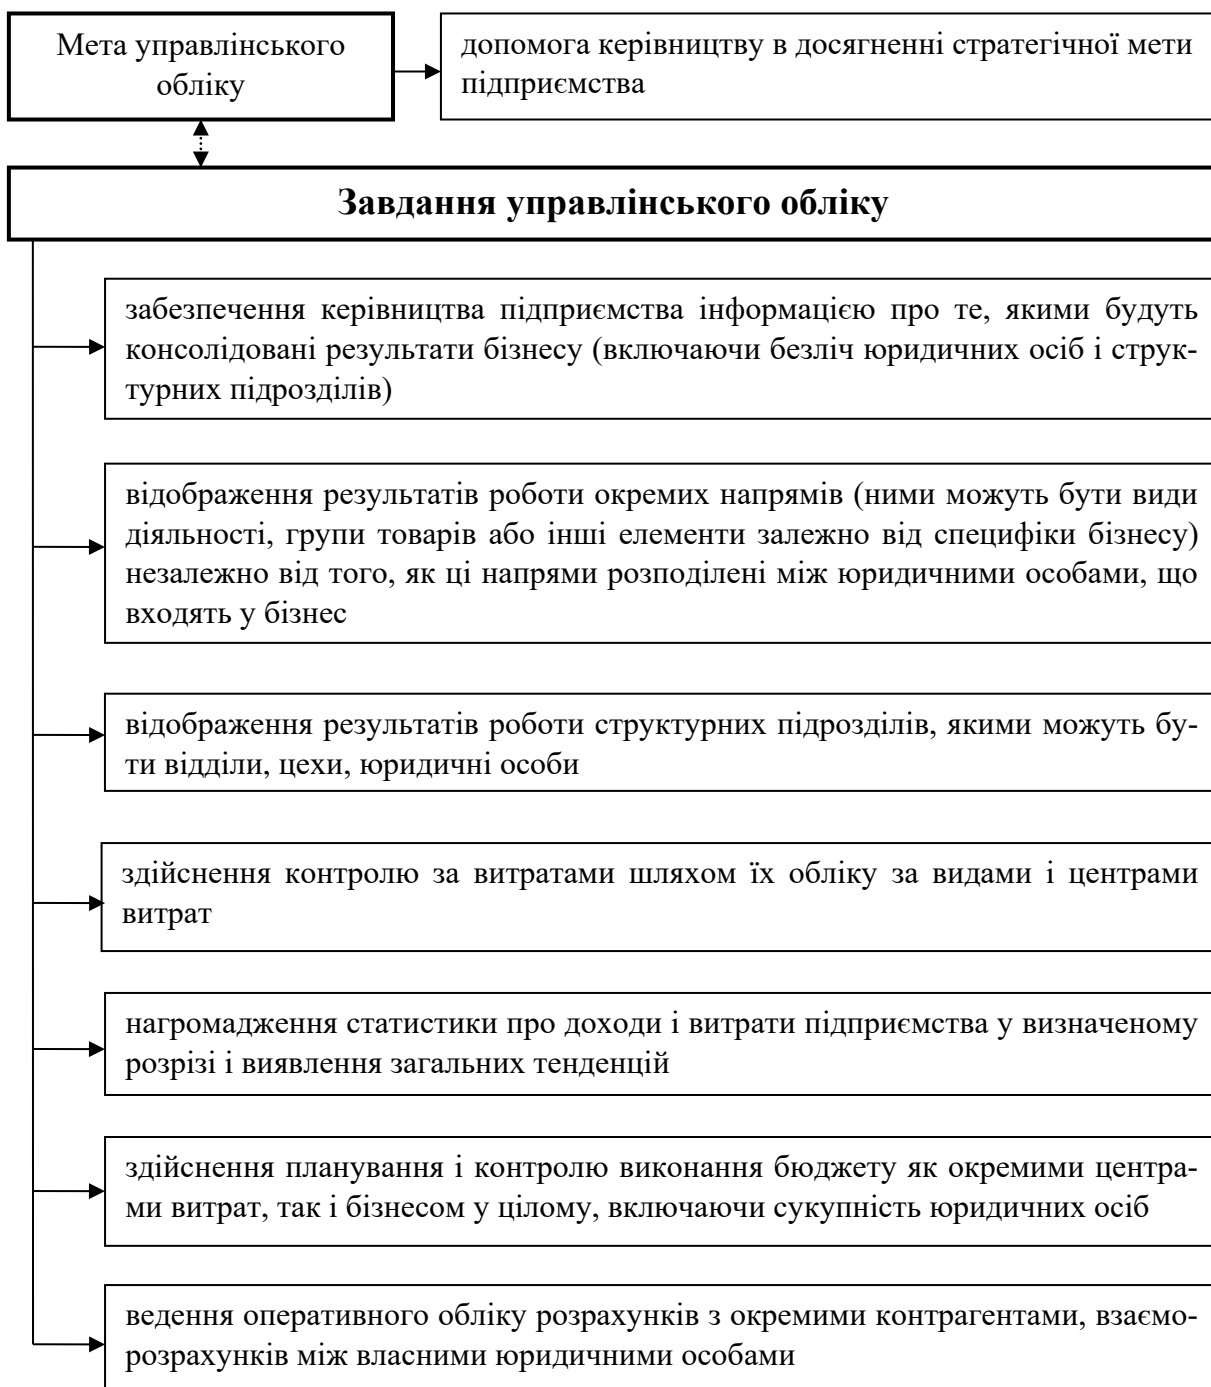 Мета управлінського
обліку
допомога керівництву в досягненні стратегічної мети
підприємства
Завдання управлінського обліку
забезпечення керівництва підприємства інформацією про те, якими будуть
консолідовані результати бізнесу (включаючи безліч юридичних осіб і струк-
турних підрозділів)
відображення результатів роботи окремих напрямів (ними можуть бути види
діяльності, групи товарів або інші елементи залежно від специфіки бізнесу)
незалежно від того, як ці напрями розподілені між юридичними особами, що
входять у бізнес
відображення результатів роботи структурних підрозділів, якими можуть бу-
ти відділи, цехи, юридичні особи
здійснення контролю за витратами шляхом їх обліку за видами і центрами
витрат
нагромадження статистики про доходи і витрати підприємства у визначеному
розрізі і виявлення загальних тенденцій
здійснення планування і контролю виконання бюджету як окремими центра-
ми витрат, так і бізнесом у цілому, включаючи сукупність юридичних осіб
ведення оперативного обліку розрахунків з окремими контрагентами, взаємо-
розрахунків між власними юридичними особами